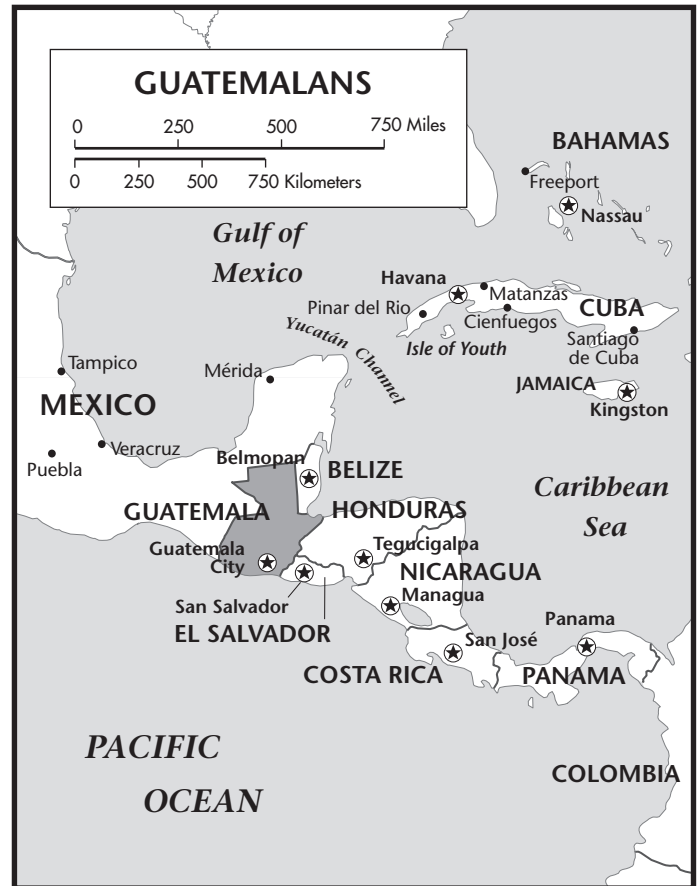 GUATEMALANS
0 250 500 750 Miles
0 250 500 750 Kilometers
BAHAMAS
Freeport
Nassau
Gulf of
Mexico
Havana
Matanzas
Pinar del Rio
CUBA
Cienfuegos
Yucatán Channel
Isle of Youth
Santiago
de Cuba
Tampico
Mérida
JAMAICA
Kingston
MEXICO
Veracruz
Puebla
Belmopan
BELIZE
Caribbean
Sea
GUATEMALA
HONDURAS
Guatemala
City
Tegucigalpa
NICARAGUA
San Salvador
Managua
EL SALVADOR
Panama
San José
COSTA RICA
PANAMA
PACIFIC
OCEAN
COLOMBIA